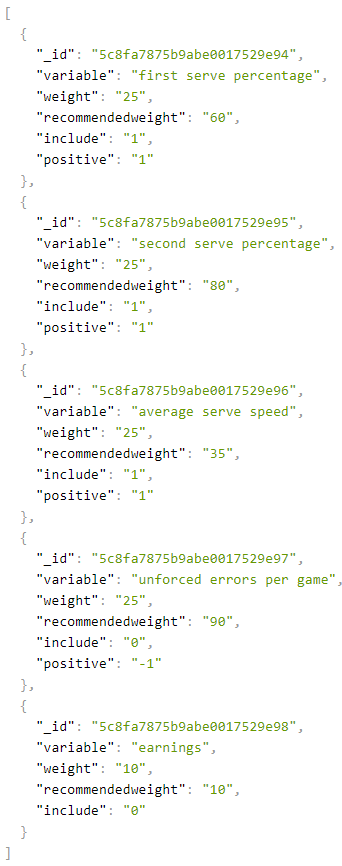 [
  {
    "_id": "5c8fa7875b9abe0017529e94",
    "variable": "first serve percentage",
    "weight": "25",
    "recommendedweight": "60",
    "include": "1",
    "positive": "1"
  },
  {
    "_id": "5c8fa7875b9abe0017529e95",
    "variable": "second serve percentage",
    "weight": "25",
    "recommendedweight": "80",
    "include": "1",
    "positive": "1"
  },
  {
    "_id": "5c8fa7875b9abe0017529e96",
    "variable": "average serve speed",
    "weight": "25",
    "recommendedweight": "35",
    "include": "1",
    "positive": "1"
  },
  {
    "_id": "5c8fa7875b9abe0017529e97",
    "variable": "unforced errors per game",
    "weight": "25",
    "recommendedweight": "90",
    "include": "0",
    "positive": "-1"
  },
  {
    "_id": "5c8fa7875b9abe0017529e98",
    "variable": "earnings",
    "weight": "10",
    "recommendedweight": "10",
    "include": "0"
  }
]